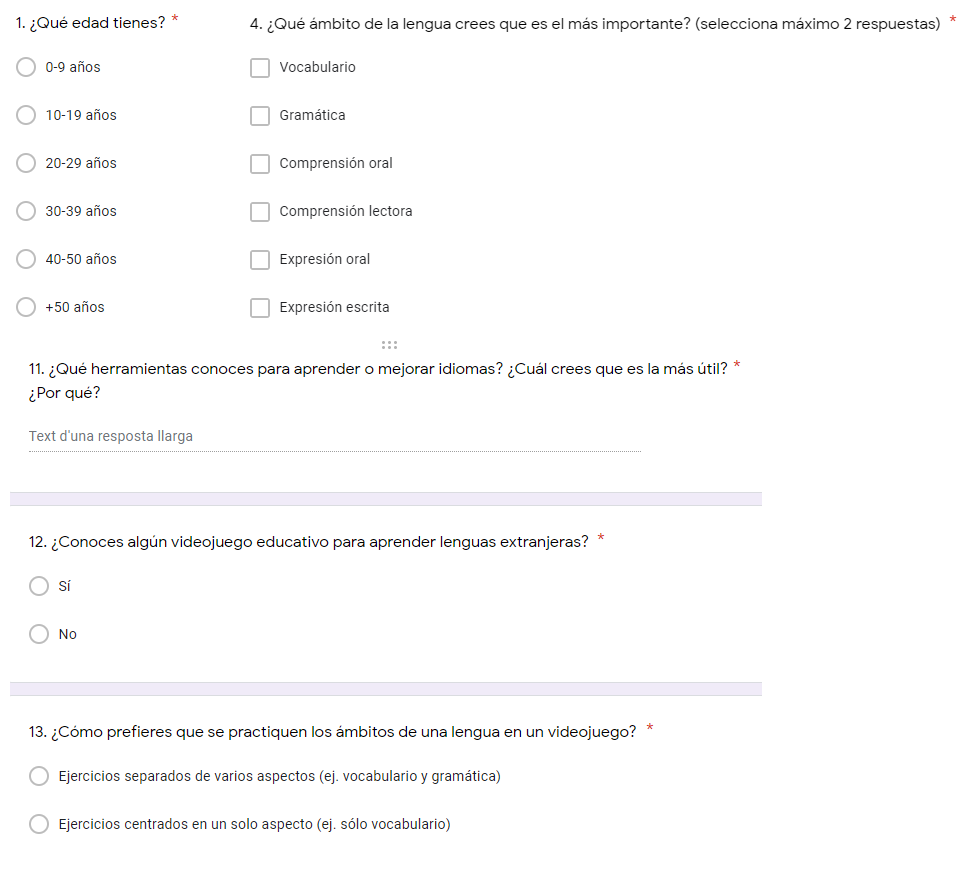 1. ¿Qué edad tienes? *
0-9 años
10-19 años
20-29 años
30-39 años
40-50 años
+50 años
4. ¿Qué ámbito de la lengua crees que es el más importante? (selecciona máximo 2 respuestas) *
Vocabulario
Gramática
Comprensión oral
Comprensión lectora
Expresión oral
Expresión escrita
11. ¿Qué herramientas conoces para aprender o mejorar idiomas? ¿Cuál crees que es la más útil? *
¿Por qué?
Text d'una resposta llarga
12. ¿Conoces algún videojuego educativo para aprender lenguas extranjeras? *
Sí
No
13. ¿Cómo prefieres que se practiquen los ámbitos de una lengua en un videojuego? *
Ejercicios separados de varios aspectos (ej. vocabulario y gramática)
Ejercicios centrados en un solo aspecto (ej. sólo vocabulario)